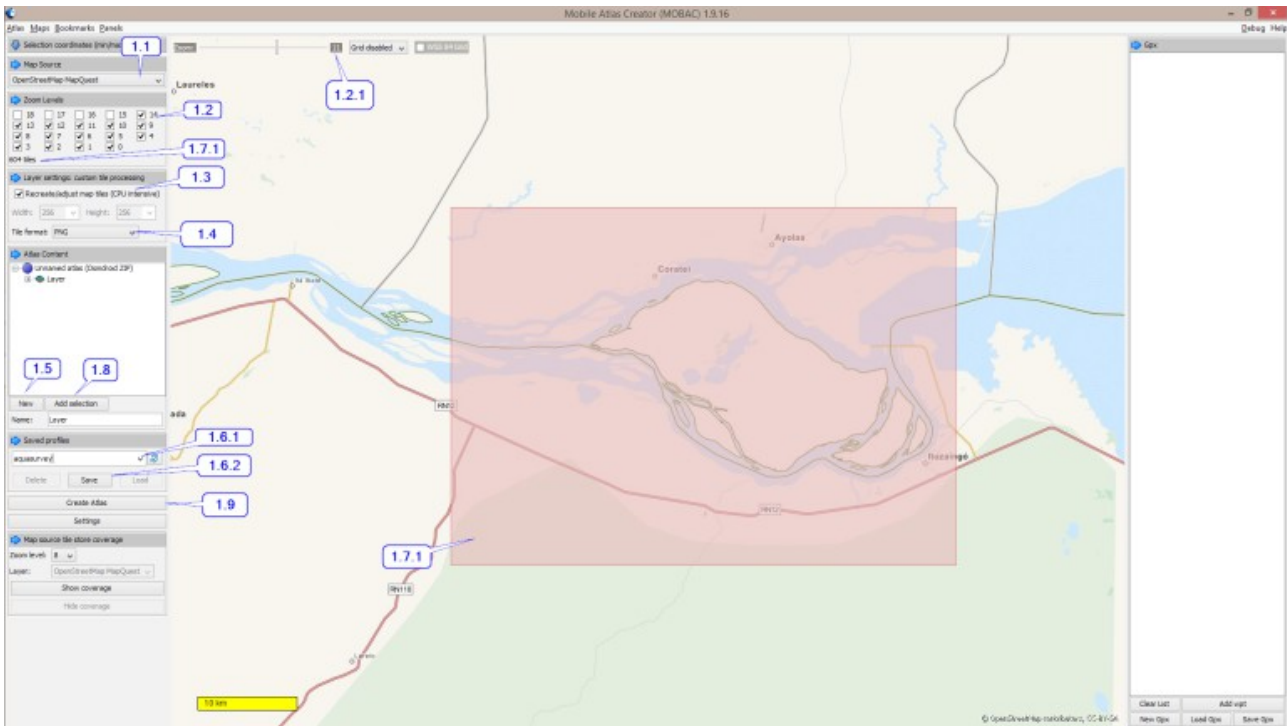 Mobile Atlas Creator (MOBAC) 1.9.16
Atlas Maps Bookmarks Panels
Debug Help
Selection coordinates (min/max
1.1
Map Source
OpenStreetMap MapQuest
Zoom Levels
18 17 16 15 14
13 12 11 10 9
8 7 6 5 4
3 2 1 0
1.2
604 tiles
1.7.1
Layer settings: custom tile processing
1.3
Recreate/adjust map tiles (CPU intensive)
Width: 256 Height: 256
Tile format: PNG
1.4
Atlas Content
Unnamed atlas (Osmdroid ZIP)
Layer
1.5
1.8
New Add selection
Name: Layer
Saved profiles
1.6.1
aquasurvey
1.6.2
Delete Save Load
Create Atlas
1.9
Settings
Map source tile store coverage
Zoom level: 8
Layer: OpenStreetMap MapQuest
Show coverage
Hide coverage
Zoom:
11
Grid disabled
1.2.1
Laureles
Ayolas
Corateí
ada
RN12
RN12
1.7.1
RN118
Loreto
10 km
© OpenStreetMap contributors, CC-BY-SA
Gpx
Clear List Add wpt
New Gpx Load Gpx Save Gpx